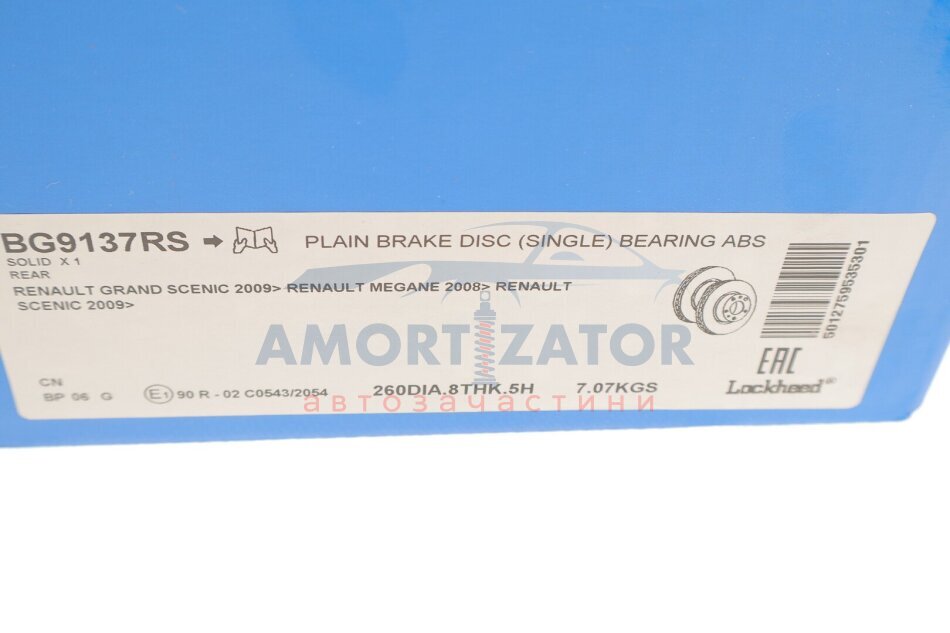 BG9137RS PLAIN BRAKE DISC (SINGLE) BEARING ABS
SOLID X 1
REAR
RENAULT GRAND SCENIC 2009> RENAULT MEGANE 2008> RENAULT
SCENIC 2009>
5012759535301
AMORTIZATOR
автозапчастини
EAC
Lockheed®
CN
BP 06 G
E1 90 R - 02 C0543/2054
260DIA.8THK.5H 7.07KGS